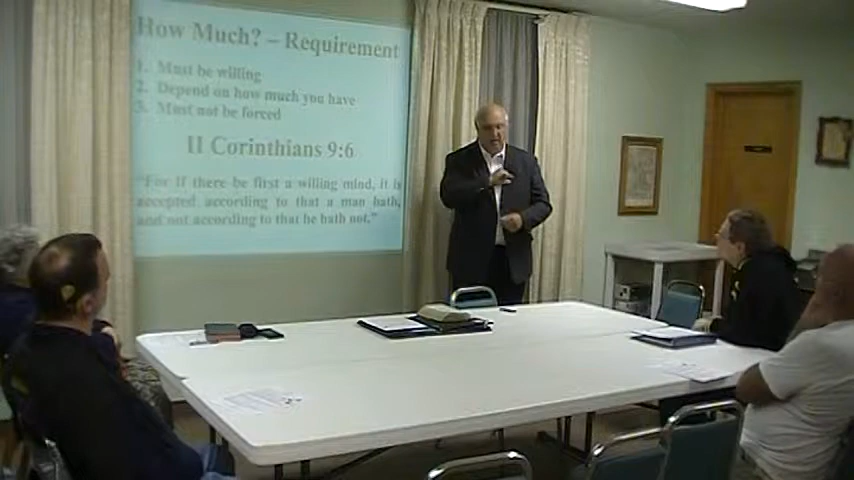 How Much? – Requirement
1. Must be willing
2. Depend on how much you have
3. Must not be forced
II Corinthians 9:6
"For if there be first a willing mind, it is
accepted according to that a man hath,
and not according to that he hath not."